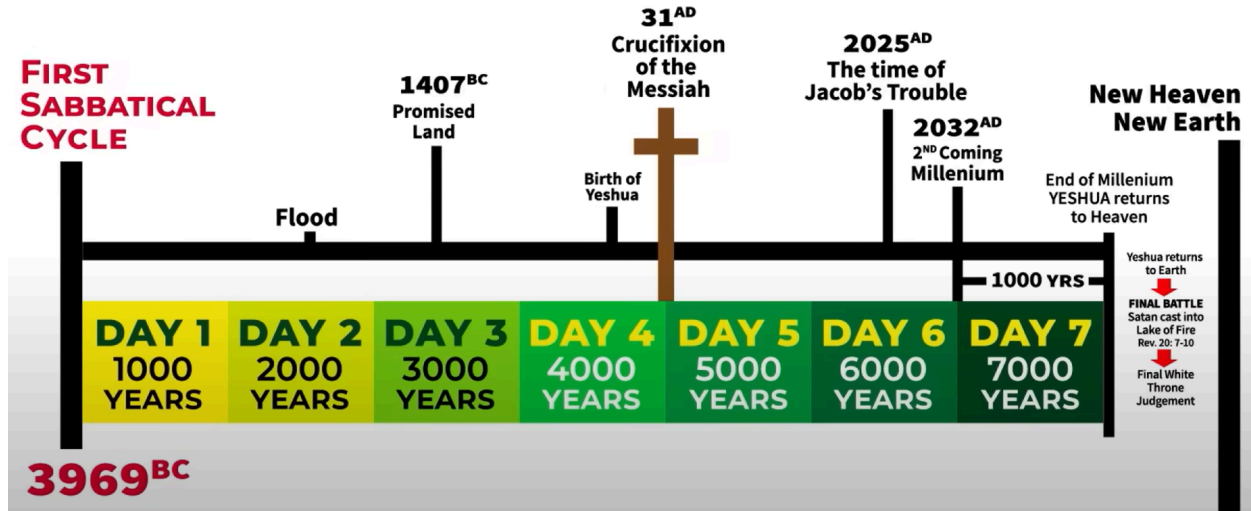 FIRST
SABBATICAL
CYCLE
3969BC
Flood
1407BC
Promised
Land
Birth of
Yeshua
31AD
Crucifixion
of the
Messiah
2025AD
The time of
Jacob's Trouble
2032AD
2ND Coming
Millenium
1000 YRS
End of Millenium
YESHUA returns
to Heaven
New Heaven
New Earth
Yeshua returns
to Earth
FINAL BATTLE
Satan cast into
Lake of Fire
Rev. 20: 7-10
Final White
Throne
Judgement
DAY 1
1000
YEARS
DAY 2
2000
YEARS
DAY 3
3000
YEARS
DAY 4
4000
YEARS
DAY 5
5000
YEARS
DAY 6
6000
YEARS
DAY 7
7000
YEARS